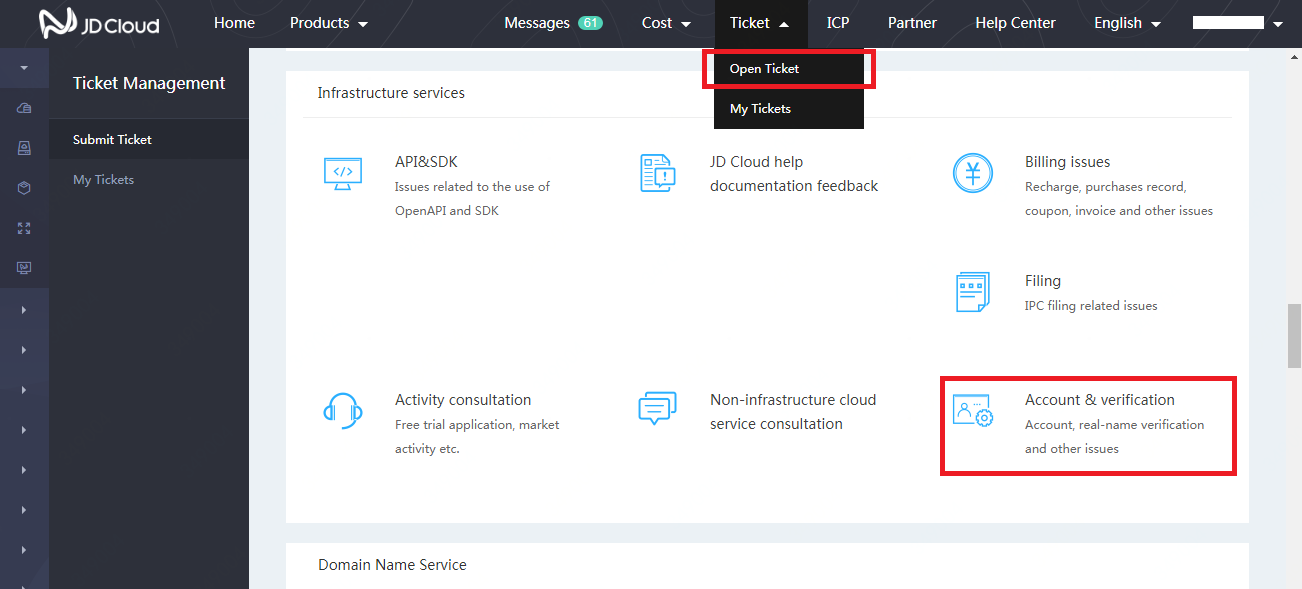 JD Cloud
Home
Products
Messages 61
Cost
Ticket
ICP
Partner
Help Center
English
Open Ticket
My Tickets
Ticket Management
Submit Ticket
My Tickets
Infrastructure services
API&SDK
Issues related to the use of
OpenAPI and SDK
JD Cloud help
documentation feedback
Billing issues
Recharge, purchases record,
coupon, invoice and other issues
Filing
IPC filing related issues
Activity consultation
Free trial application, market
activity etc.
Non-infrastructure cloud
service consultation
Account & verification
Account, real-name verification
and other issues
Domain Name Service